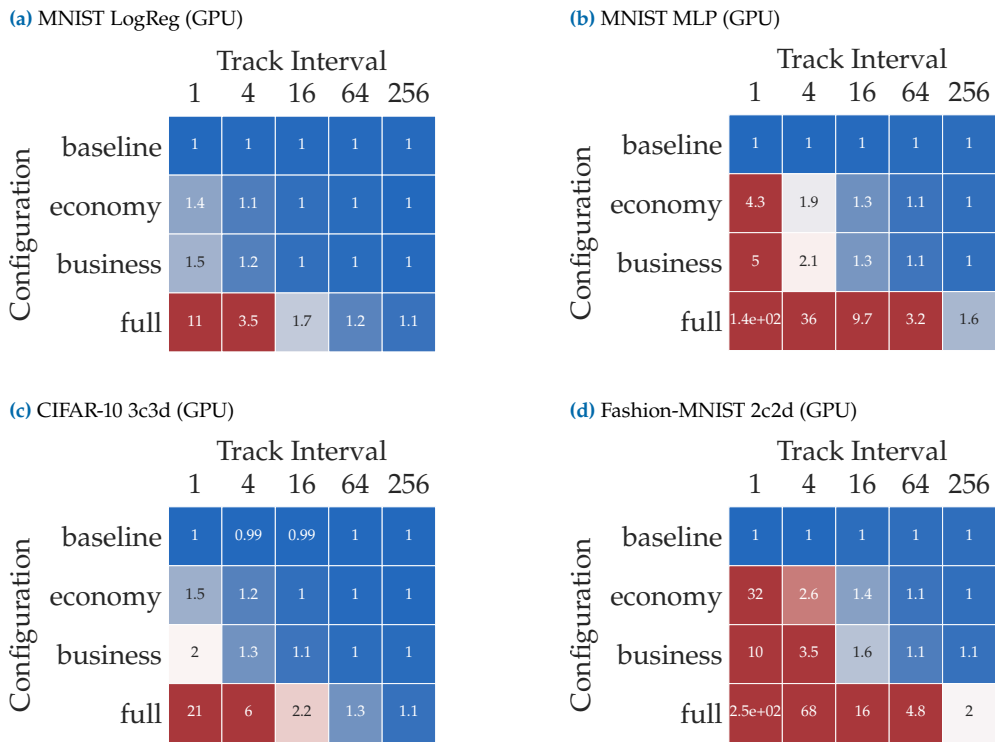 (a) MNIST LogReg (GPU)
Track Interval
1 4 16 64 256
Configuration
baseline 1 1 1 1 1
economy 1.4 1.1 1 1 1
business 1.5 1.2 1 1 1
full 11 3.5 1.7 1.2 1.1
(b) MNIST MLP (GPU)
Track Interval
1 4 16 64 256
Configuration
baseline 1 1 1 1 1
economy 4.3 1.9 1.3 1.1 1
business 5 2.1 1.3 1.1 1
full 1.4e+02 36 9.7 3.2 1.6
(c) CIFAR-10 3c3d (GPU)
Track Interval
1 4 16 64 256
Configuration
baseline 1 0.99 0.99 1 1
economy 1.5 1.2 1 1 1
business 2 1.3 1.1 1 1
full 21 6 2.2 1.3 1.1
(d) Fashion-MNIST 2c2d (GPU)
Track Interval
1 4 16 64 256
Configuration
baseline 1 1 1 1 1
economy 32 2.6 1.4 1.1 1
business 10 3.5 1.6 1.1 1.1
full 2.5e+02 68 16 4.8 2